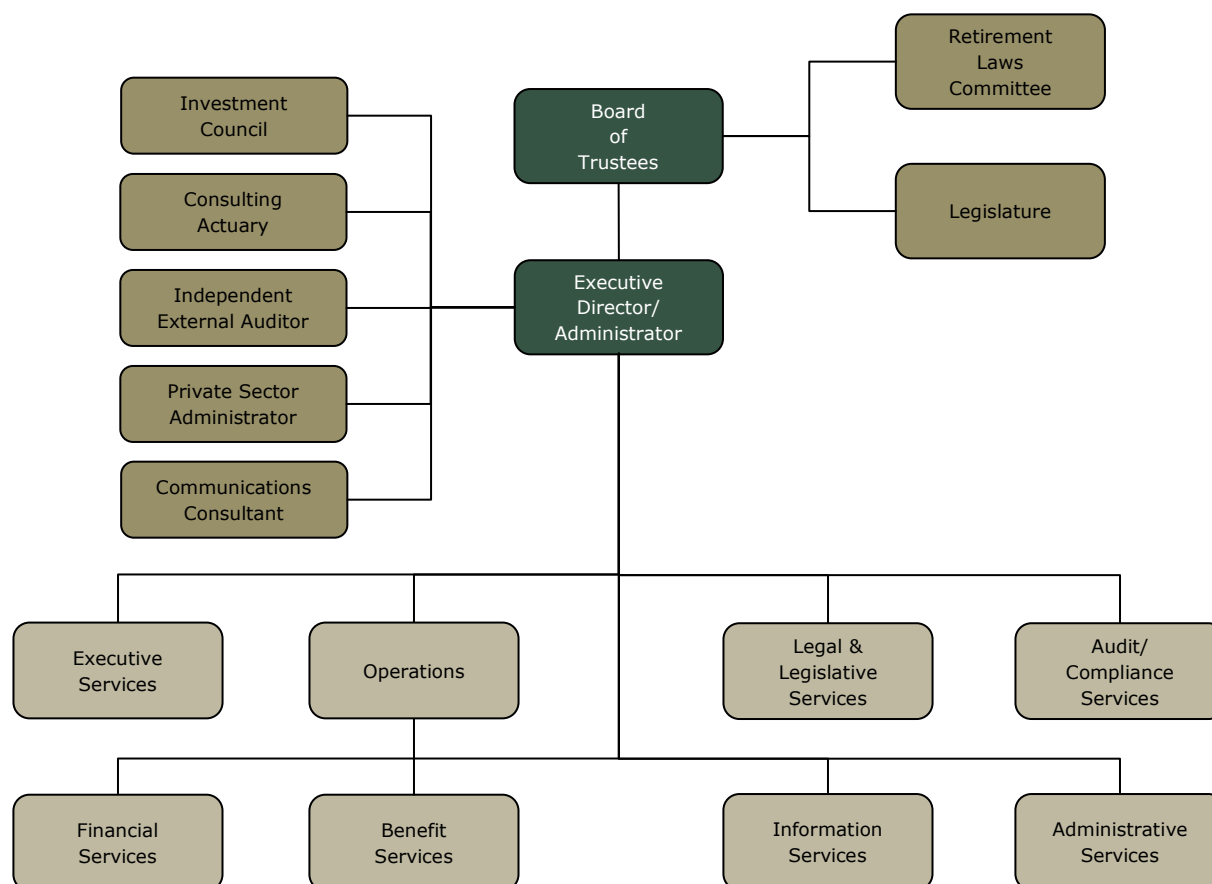 Retirement
Laws
Committee
Investment
Council
Board
of
Trustees
Consulting
Actuary
Legislature
Executive
Director/
Administrator
Independent
External Auditor
Private Sector
Administrator
Communications
Consultant
Executive
Services
Operations
Legal &
Legislative
Services
Audit/
Compliance
Services
Financial
Services
Benefit
Services
Information
Services
Administrative
Services